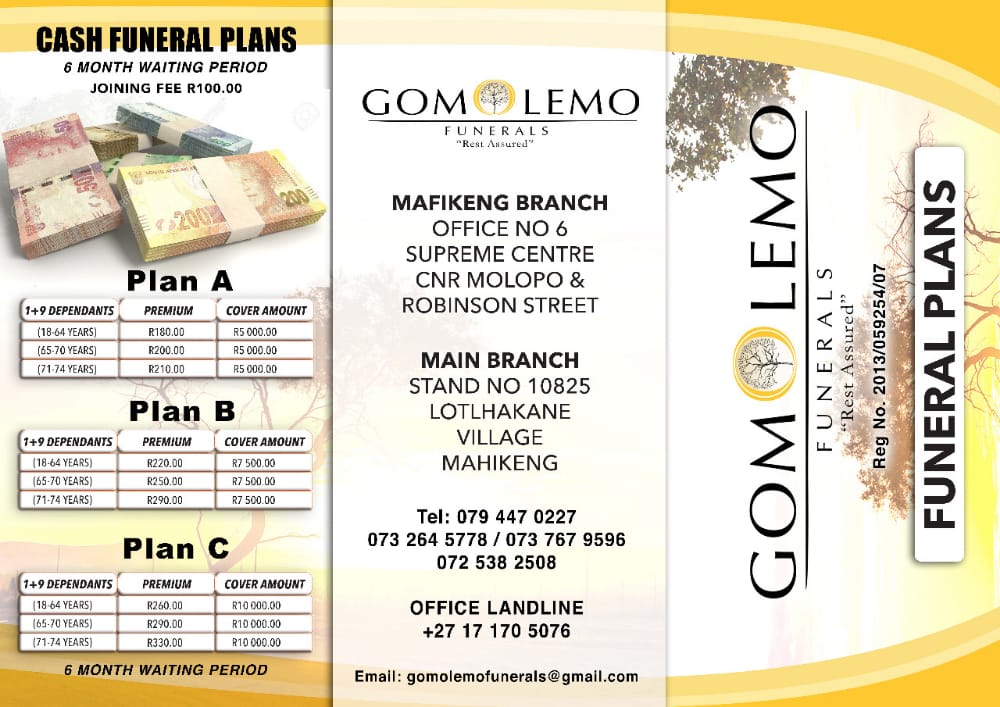 CASH FUNERAL PLANS
6 MONTH WAITING PERIOD
JOINING FEE R100.00
200
200
50
Plan A
1+9 DEPENDANTS PREMIUM COVER AMOUNT
(18-64 YEARS) R180.00 R5 000.00
(65-70 YEARS) R200.00 R5 000.00
(71-74 YEARS) R210.00 R5 000.00
Plan B
1+9 DEPENDANTS PREMIUM COVER AMOUNT
(18-64 YEARS) R220.00 R7 500.00
(65-70 YEARS) R250.00 R7 500.00
(71-74 YEARS) R290.00 R7 500.00
Plan C
1+9 DEPENDANTS PREMIUM COVER AMOUNT
(18-64 YEARS) R260.00 R10 000.00
(65-70 YEARS) R290.00 R10 000.00
(71-74 YEARS) R330.00 R10 000.00
6 MONTH WAITING PERIOD
GOMOLEMO
FUNERALS
"Rest Assured"
MAFIKENG BRANCH
OFFICE NO 6
SUPREME CENTRE
CNR MOLOPO &
ROBINSON STREET
MAIN BRANCH
STAND NO 10825
LOTLHAKANE
VILLAGE
MAHIKENG
Tel: 079 447 0227
073 264 5778 / 073 767 9596
072 538 2508
OFFICE LANDLINE
+27 17 170 5076
Email: gomolemofunerals@gmail.com
GOMOLEMO
FUNERALS
"Rest Assured"
Reg No. 2013/059254/07
FUNERAL PLANS